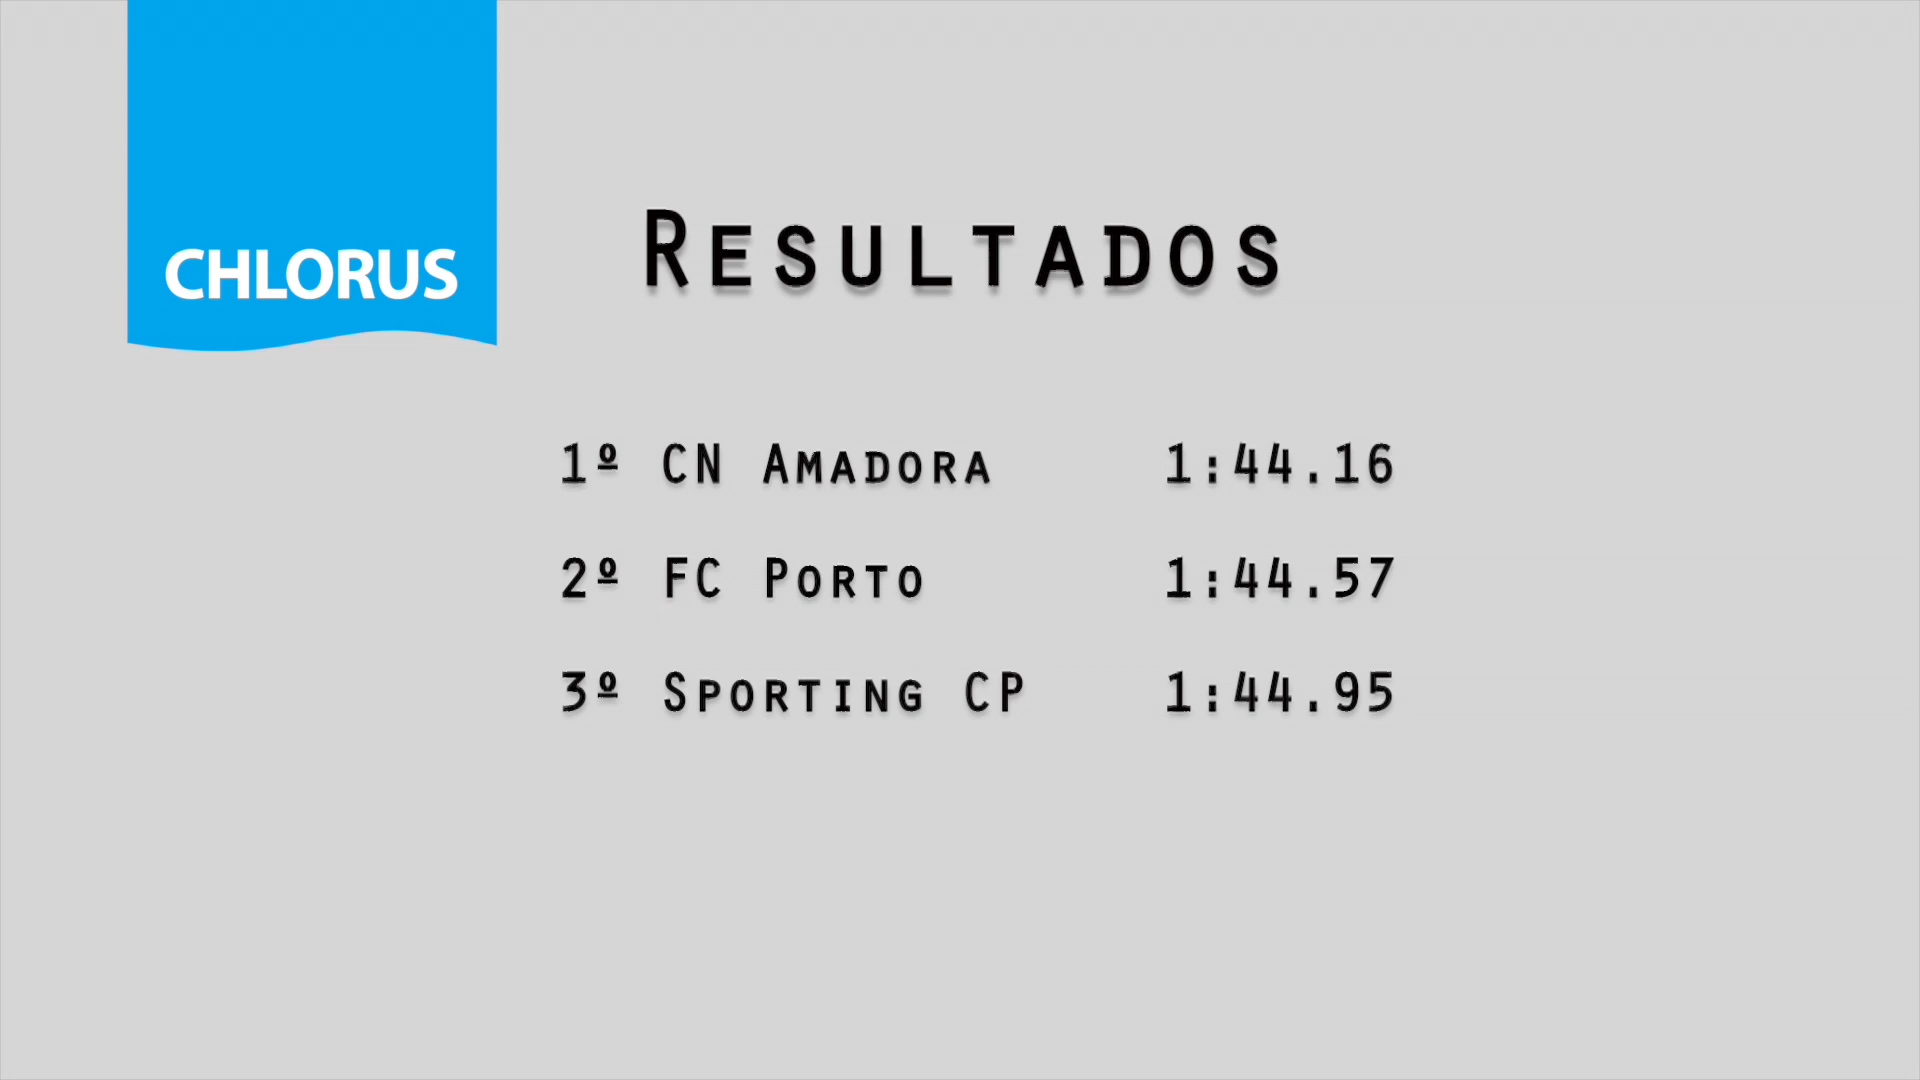 CHLORUS
Resultados
1º CN Amadora 1:44.16
2º FC Porto 1:44.57
3º Sporting CP 1:44.95